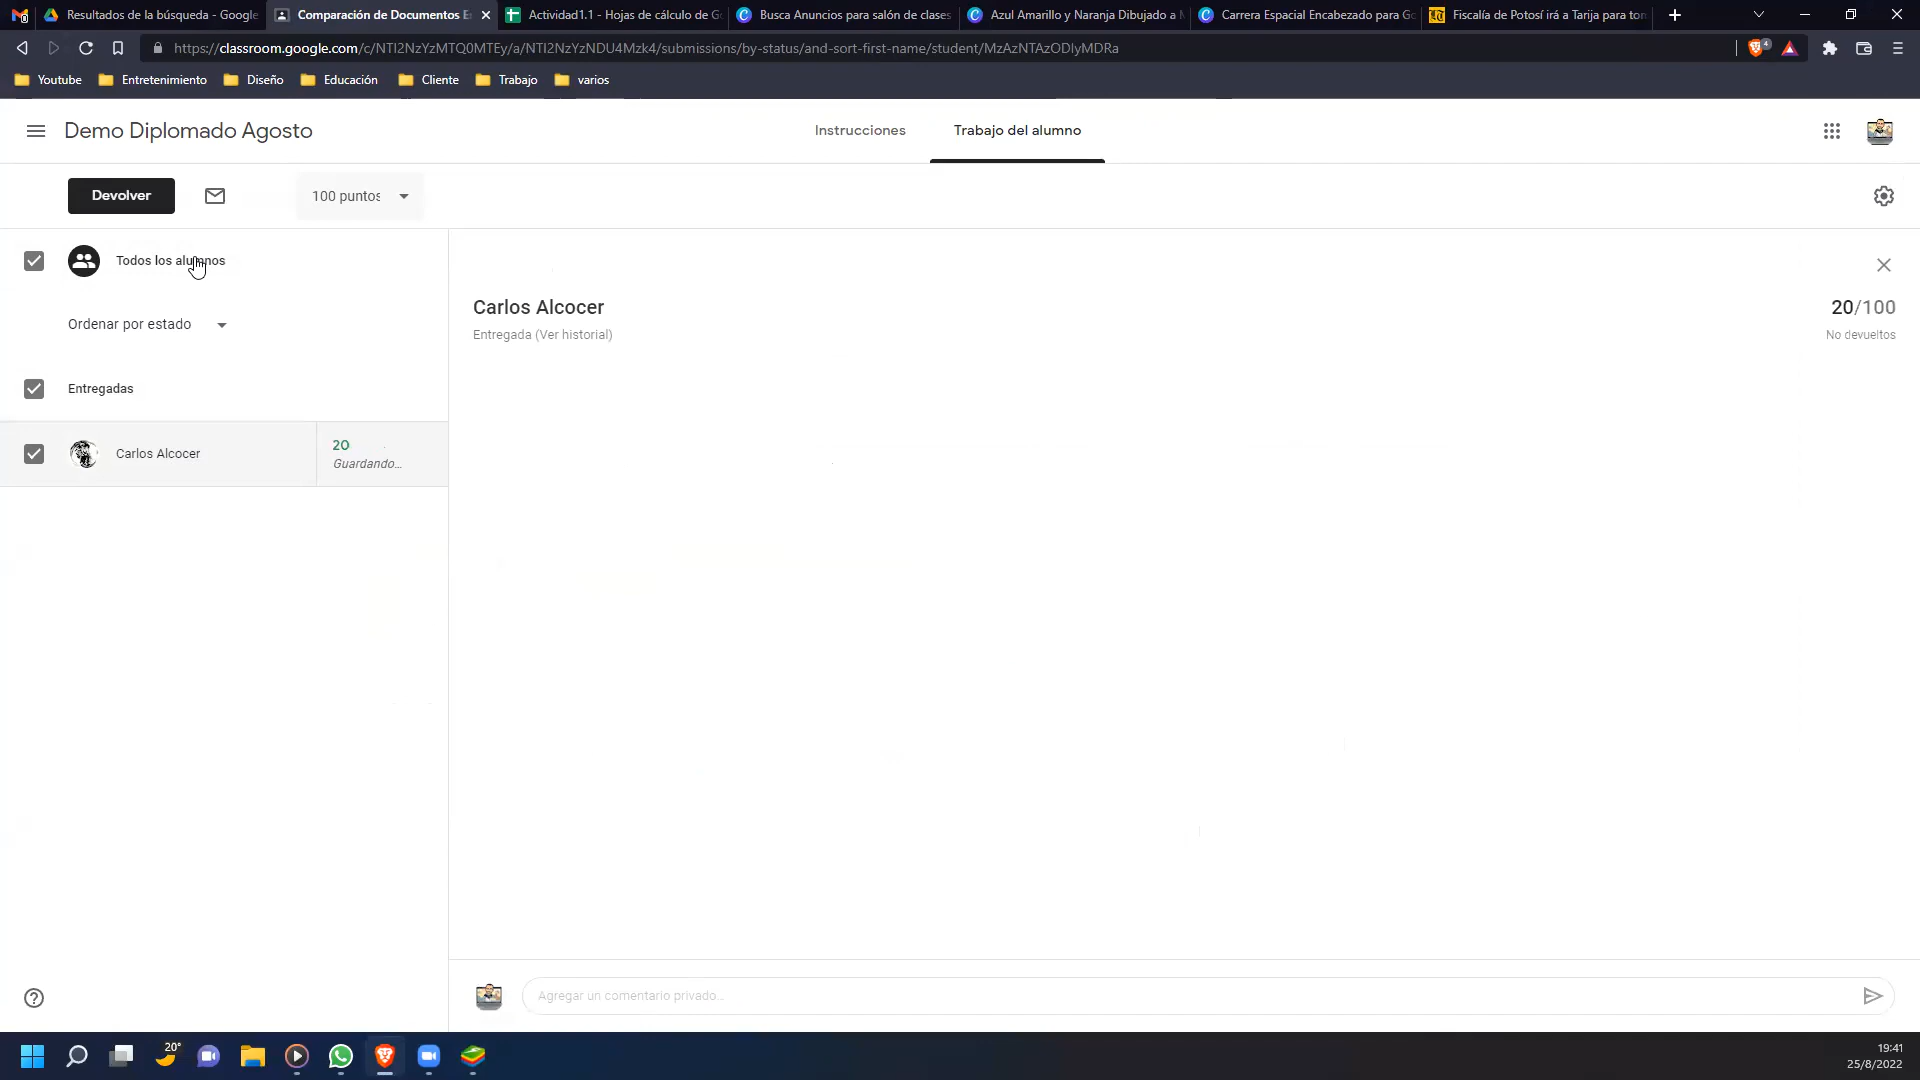 Resultados de la búsqueda - Google
Comparación de Documentos E
Actividad1.1 - Hojas de cálculo de Go
Busca Anuncios para salón de clases
Azul Amarillo y Naranja Dibujado a M
Carrera Espacial Encabezado para Go
Fiscalía de Potosí irá a Tarija para tom
https://classroom.google.com/c/NTI2NzYzMTQ0MTEy/a/NTI2NzYzNDU4Mzk4/submissions/by-status/and-sort-first-name/student/MzAzNTAzODIyMDRa
4
Youtube
Entretenimiento
Diseño
Educación
Cliente
Trabajo
varios
Demo Diplomado Agosto
Instrucciones
Trabajo del alumno
Devolver
100 puntos
Todos los alumnos
Ordenar por estado
Entregadas
Carlos Alcocer
20
Guardando...
Carlos Alcocer
Entregada (Ver historial)
20/100
No devueltos
Agregar un comentario privado...
20°
19:41
25/8/2022